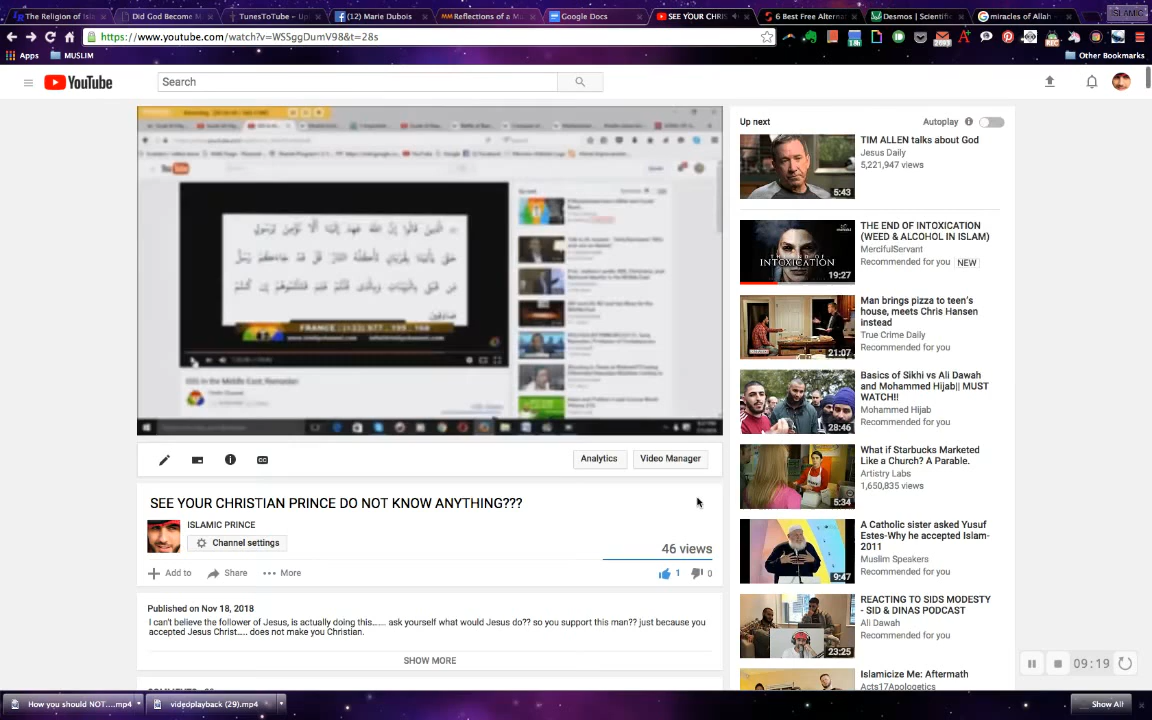 The Religion of Isla
Did God Become M
TunesToTube - Up
(12) Marie Dubois
Reflections of a M
Google Docs
SEE YOUR CHRIS
6 Best Free Alterna
Desmos | Scientific
miracles of Allah -
ISLAMIC
https://www.youtube.com/watch?v=WSSggDumV98&t=28s
Apps
MUSLIM
Other Bookmarks
YouTube
Search
Up next
Autoplay
TIM ALLEN talks about God
Jesus Daily
5,221,947 views
5:43
THE END OF INTOXICATION
(WEED & ALCOHOL IN ISLAM)
MercifulServant
Recommended for you NEW
THE END OF
INTOXICATION
19:27
Man brings pizza to teen's
house, meets Chris Hansen
instead
True Crime Daily
Recommended for you
21:07
Basics of Sikhi vs Ali Dawah
and Mohammed Hijab|| MUST
WATCH!!
Mohammed Hijab
Recommended for you
28:46
What if Starbucks Marketed
Like a Church? A Parable.
Artistry Labs
1,650,835 views
5:34
A Catholic sister asked Yusuf
Estes-Why he accepted Islam-
2011
Muslim Speakers
Recommended for you
9:47
REACTING TO SIDS MODESTY
- SID & DINAS PODCAST
Ali Dawah
Recommended for you
23:25
Islamicize Me: Aftermath
Acts17Apologetics
Analytics
Video Manager
SEE YOUR CHRISTIAN PRINCE DO NOT KNOW ANYTHING???
ISLAMIC PRINCE
Channel settings
46 views
Add to
Share
More
1
0
Published on Nov 18, 2018
I can't believe the follower of Jesus, is actually doing this...... ask yourself what would Jesus do?? so you support this man?? just because you
accepted Jesus Christ.... does not make you Christian.
SHOW MORE
09:19
How you should NOT....mp4
videoplayback (29).mp4
Show All